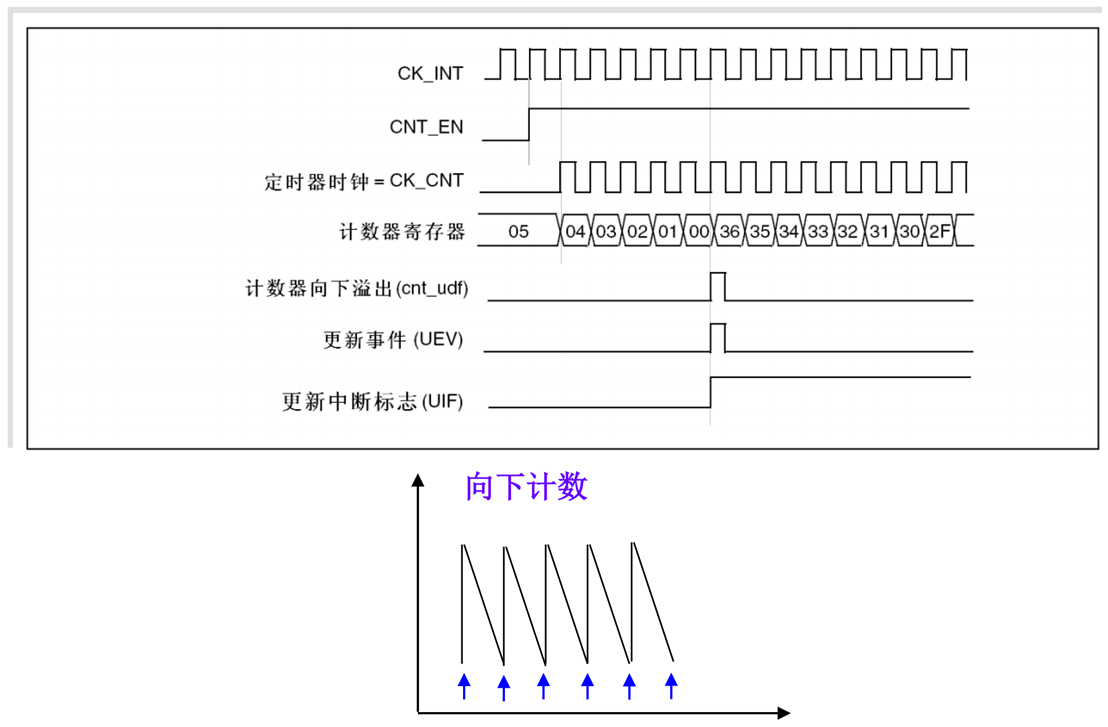 CK_INT
CNT_EN
定时器时钟 = CK_CNT
计数器寄存器 05 04 03 02 01 00 36 35 34 33 32 31 30 2F
计数器向下溢出(cnt_udf)
更新事件 (UEV)
更新中断标志(UIF)
向下计数